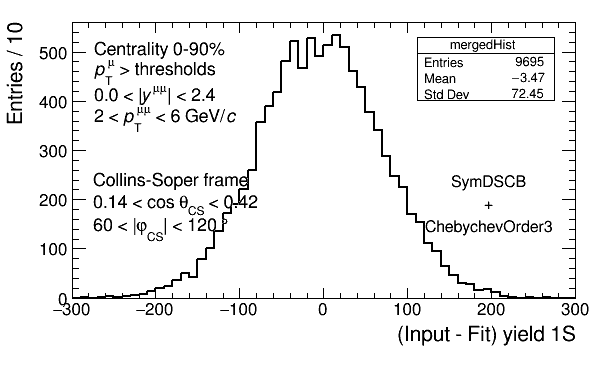 Entries / 10
500
400
300
200
100
0
Centrality 0-90%
p_T^μ > thresholds
0.0 < |y^μμ| < 2.4
2 < p_T^μμ < 6 GeV/c
mergedHist
Entries 9695
Mean −3.47
Std Dev 72.45
Collins-Soper frame
0.14 < cos θ_CS < 0.42
60 < |φ_CS| < 120 °
SymDSCB
+
ChebychevOrder3
−300 −200 −100 0 100 200 300
(Input - Fit) yield 1S